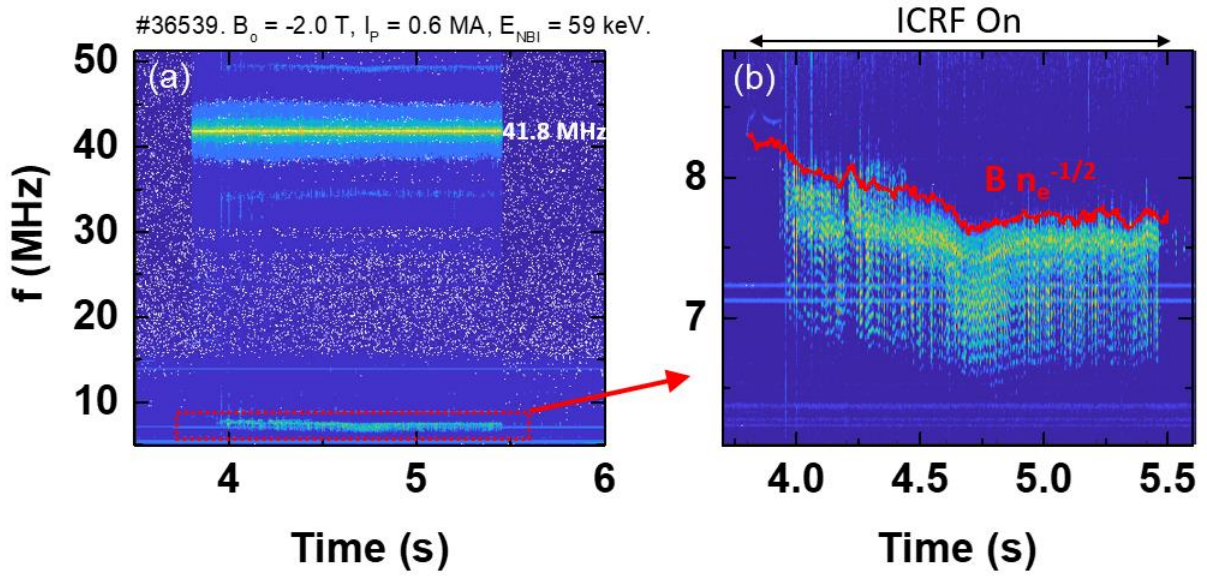 #36539. B₀ = -2.0 T, I_P = 0.6 MA, E_NBI = 59 keV.
ICRF On
(a)
(b)
41.8 MHz
B n_e^-1/2
f (MHz)
50
40
30
20
10
8
7
4
5
6
4.0
4.5
5.0
5.5
Time (s)
Time (s)